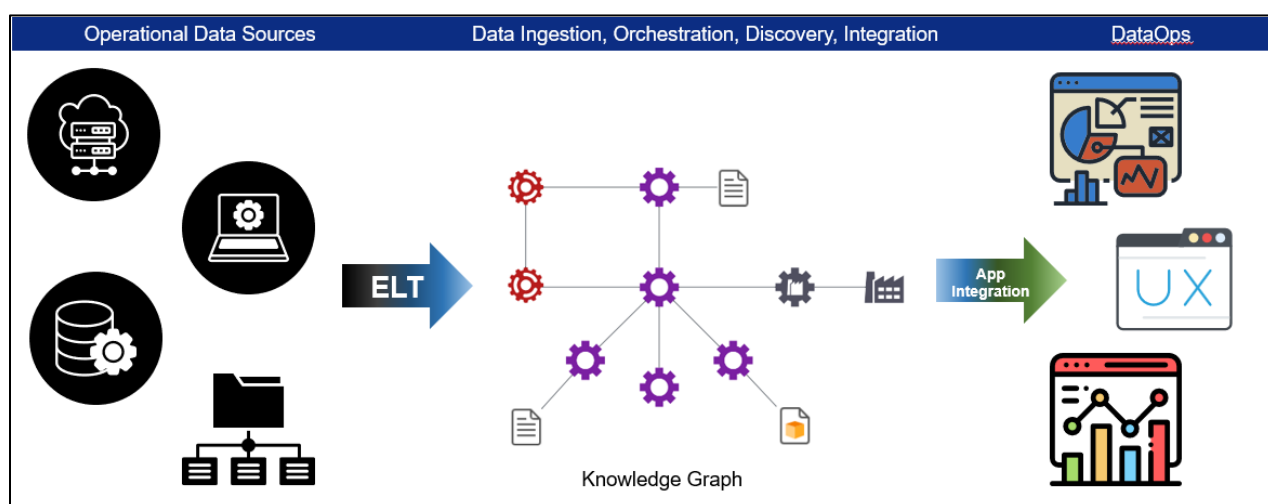 Operational Data Sources
Data Ingestion, Orchestration, Discovery, Integration
DataOps
ELT
App
Integration
UX
Knowledge Graph